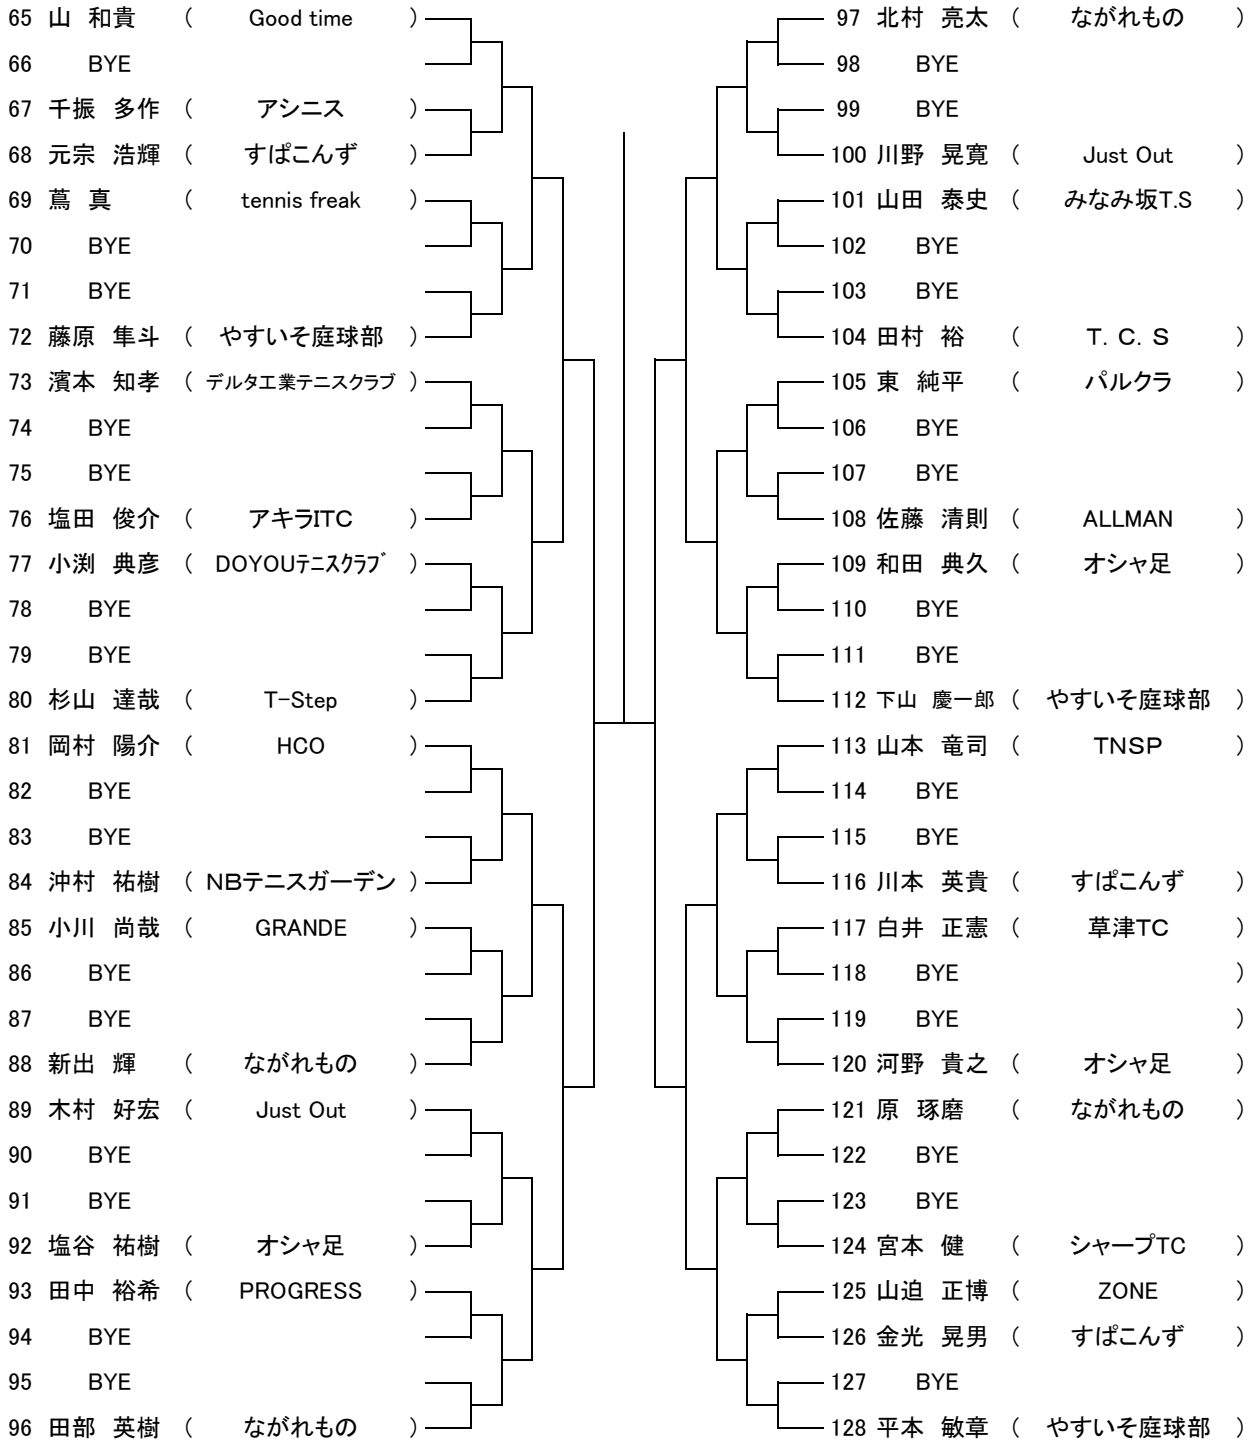 65 山 和貴 ( Good time )
66 BYE
67 千振 多作 ( アシニス )
68 元宗 浩輝 ( すぱこんず )
69 蔦 真 ( tennis freak )
70 BYE
71 BYE
72 藤原 隼斗 ( やすいそ庭球部 )
73 濱本 知孝 ( デルタ工業テニスクラブ )
74 BYE
75 BYE
76 塩田 俊介 ( アキラITC )
77 小渕 典彦 ( DOYOUﾃﾆｽｸﾗﾌﾞ )
78 BYE
79 BYE
80 杉山 達哉 ( T-Step )
81 岡村 陽介 ( HCO )
82 BYE
83 BYE
84 沖村 祐樹 ( NBテニスガーデン )
85 小川 尚哉 ( GRANDE )
86 BYE
87 BYE
88 新出 輝 ( ながれもの )
89 木村 好宏 ( Just Out )
90 BYE
91 BYE
92 塩谷 祐樹 ( オシャ足 )
93 田中 裕希 ( PROGRESS )
94 BYE
95 BYE
96 田部 英樹 ( ながれもの )
97 北村 亮太 ( ながれもの )
98 BYE
99 BYE
100 川野 晃寛 ( Just Out )
101 山田 泰史 ( みなみ坂T.S )
102 BYE
103 BYE
104 田村 裕 ( T. C. S )
105 東 純平 ( パルクラ )
106 BYE
107 BYE
108 佐藤 清則 ( ALLMAN )
109 和田 典久 ( オシャ足 )
110 BYE
111 BYE
112 下山 慶一郎 ( やすいそ庭球部 )
113 山本 竜司 ( TNSP )
114 BYE
115 BYE
116 川本 英貴 ( すぱこんず )
117 白井 正憲 ( 草津TC )
118 BYE )
119 BYE )
120 河野 貴之 ( オシャ足 )
121 原 琢磨 ( ながれもの )
122 BYE
123 BYE
124 宮本 健 ( シャープTC )
125 山迫 正博 ( ZONE )
126 金光 晃男 ( すぱこんず )
127 BYE
128 平本 敏章 ( やすいそ庭球部 )